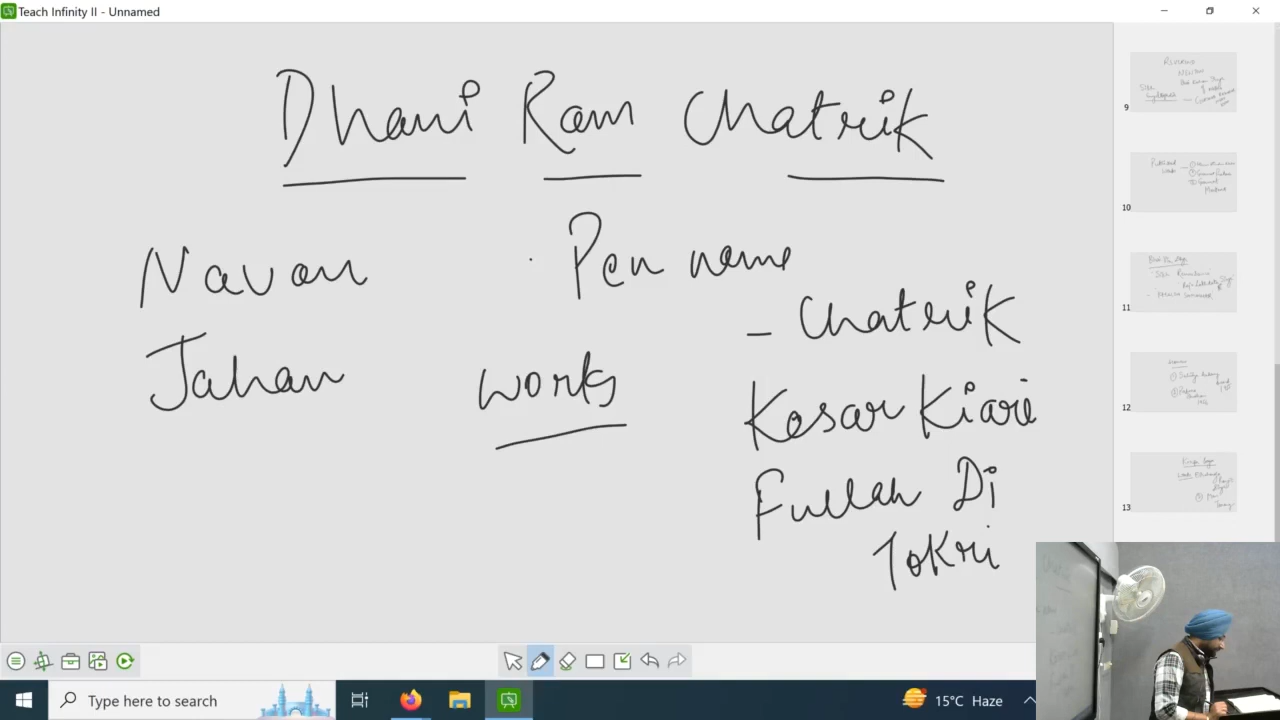 Teach Infinity II - Unnamed
Dhani Ram Chatrik
Navan
Jahan
Pen name
- Chatrik
works
Kesar Kiari
Fullan Di
Tokri
9
10
11
12
13
Type here to search
15°C Haze